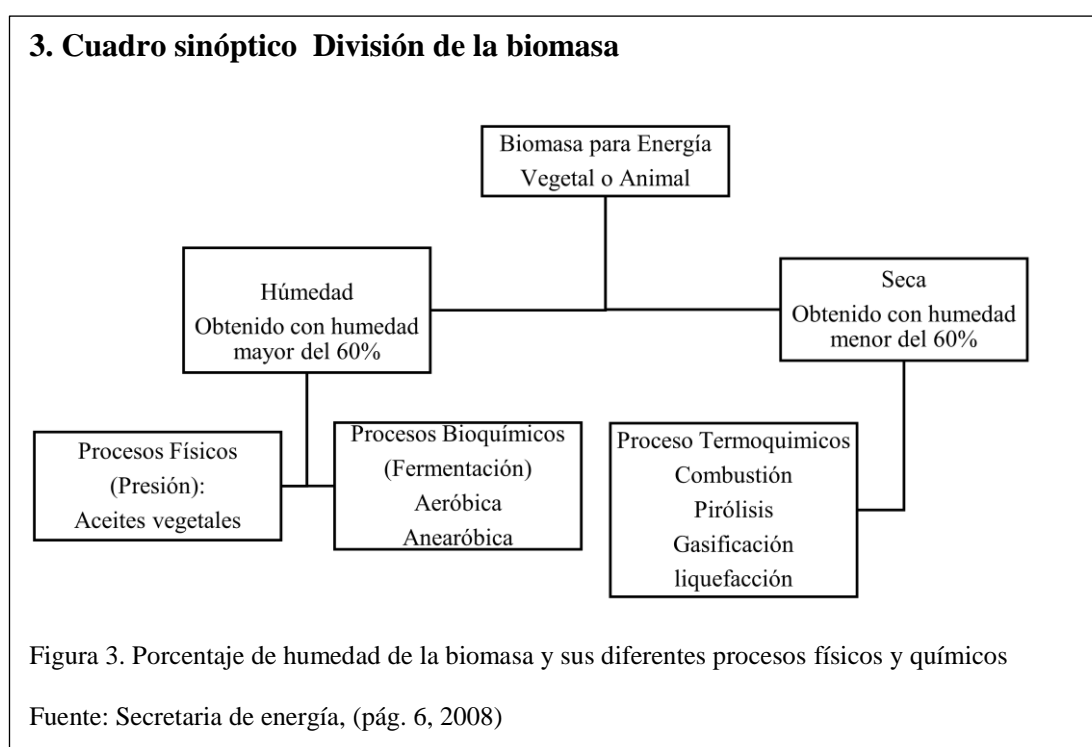 3. Cuadro sinóptico División de la biomasa
Biomasa para Energía
Vegetal o Animal
Húmedad
Obtenido con humedad
mayor del 60%
Seca
Obtenido con humedad
menor del 60%
Procesos Físicos
(Presión):
Aceites vegetales
Procesos Bioquímicos
(Fermentación)
Aeróbica
Anearóbica
Proceso Termoquimicos
Combustión
Pirólisis
Gasificación
liquefacción
Figura 3. Porcentaje de humedad de la biomasa y sus diferentes procesos físicos y químicos
Fuente: Secretaria de energía, (pág. 6, 2008)